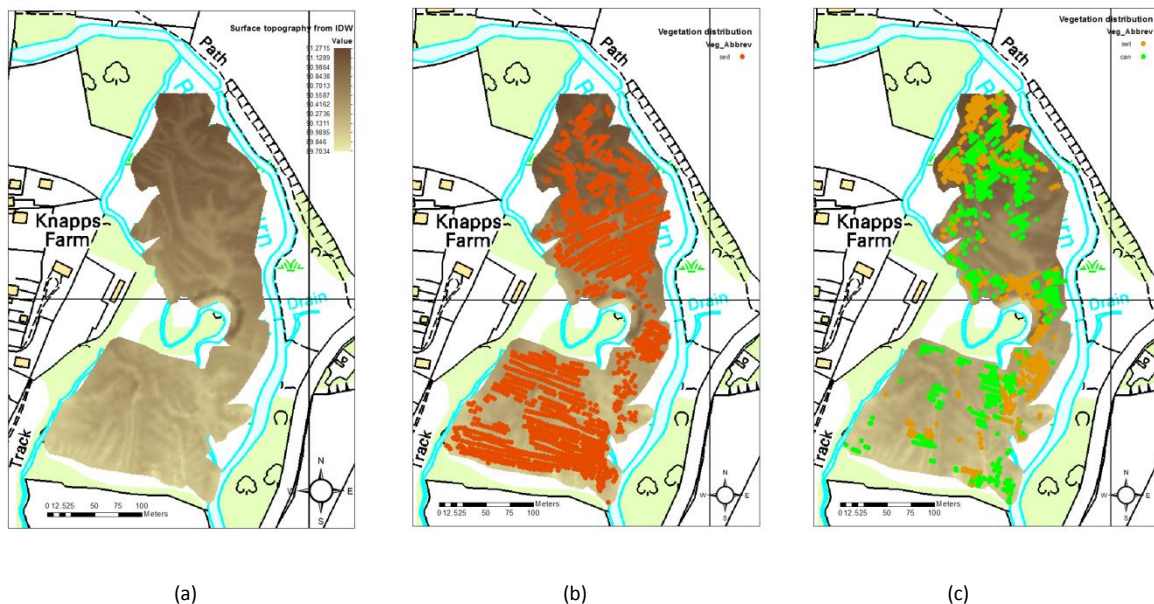 Surface topography from IDW
Value
91.2715
91.1289
90.9864
90.8438
90.7013
90.5587
90.4162
90.2736
90.1311
89.9885
89.846
89.7034
Path
Knapps
Farm
Drain
Track
N
W
E
S
0 12.525 50 75 100
Meters
(a)
Vegetation distribution
Veg_Abbrev
sed
Path
Knapps
Farm
Drain
Track
N
W
E
S
0 12.525 50 75 100
Meters
(b)
Vegetation distribution
Veg_Abbrev
swt
can
Path
Knapps
Farm
Drain
Track
N
W
E
S
0 12.525 50 75 100
Meters
(c)